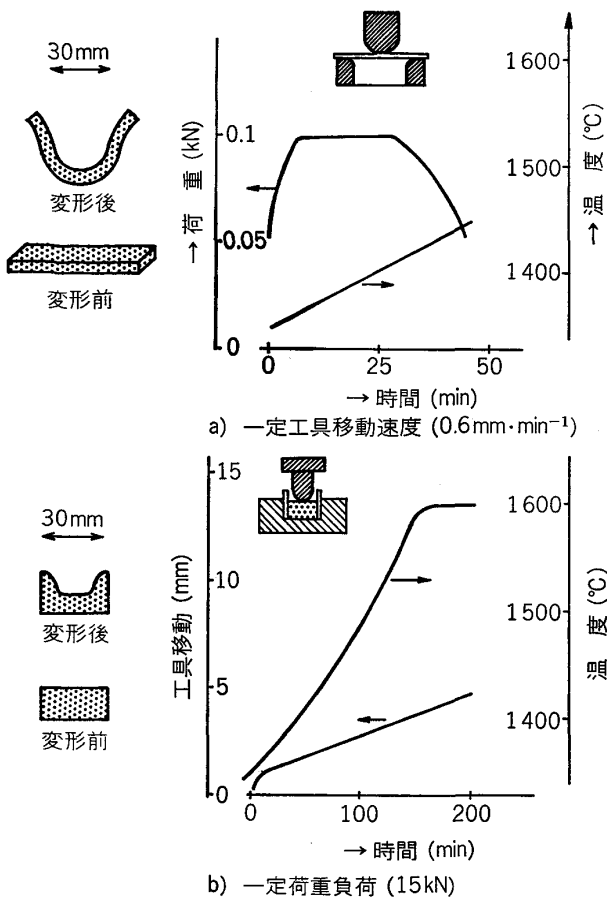 30mm
変形後
変形前
→ 荷 重 (kN)
0.1
0.05
0
1600
1500
1400
→ 温 度 (℃)
0
25
50
→ 時間 (min)
a) 一定工具移動速度 (0.6mm·min⁻¹)
30mm
変形後
変形前
工具移動 (mm)
15
10
5
0
1600
1500
1400
温 度 (℃)
0
100
200
→ 時間 (min)
b) 一定荷重負荷 (15kN)